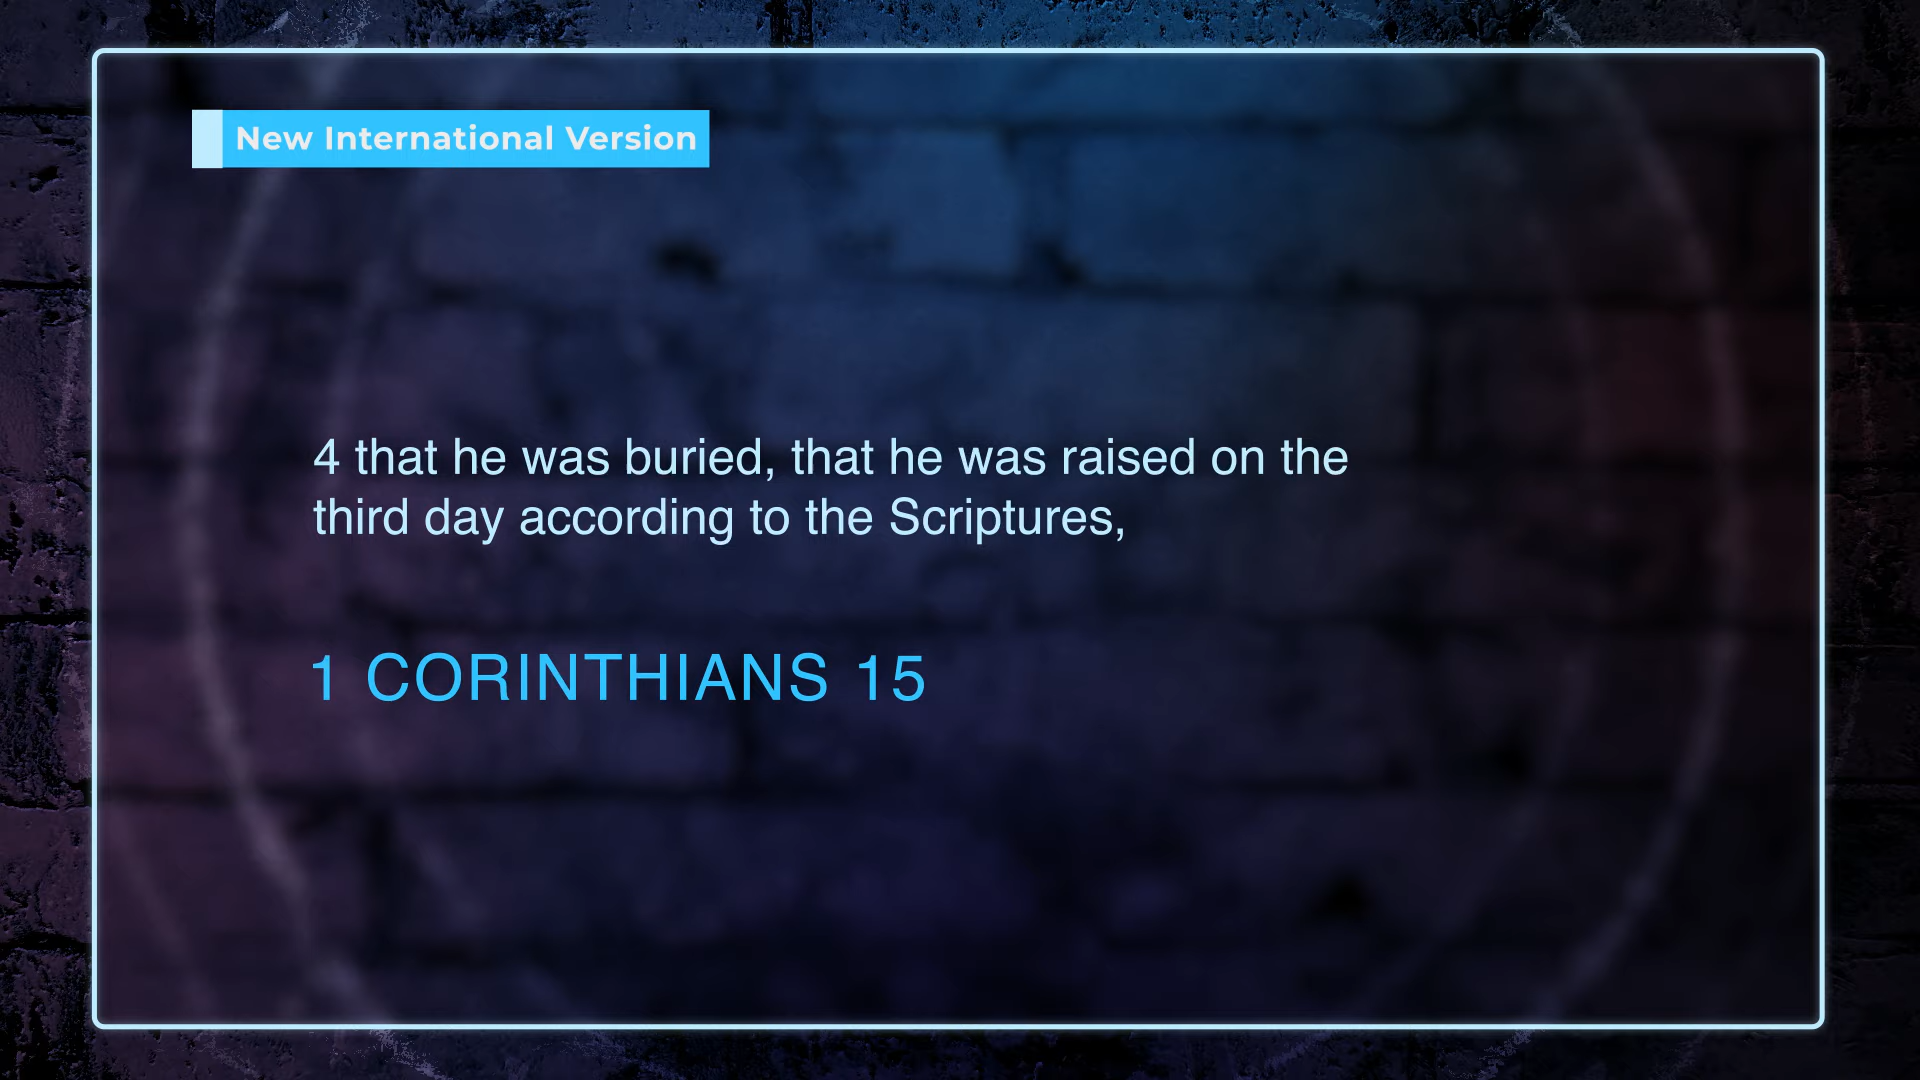 New International Version
4 that he was buried, that he was raised on the
third day according to the Scriptures,
1 CORINTHIANS 15